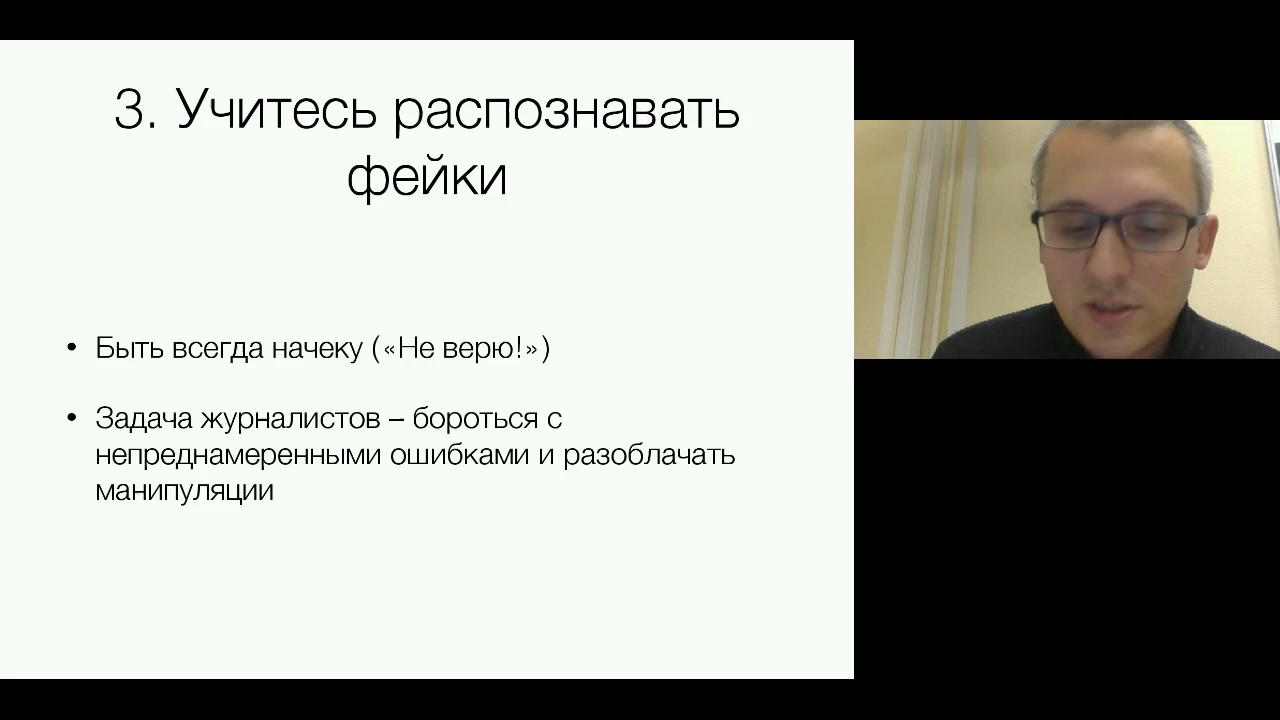 3. Учитесь распознавать
фейки
• Быть всегда начеку («Не верю!»)
• Задача журналистов – бороться с
непреднамеренными ошибками и разоблачать
манипуляции